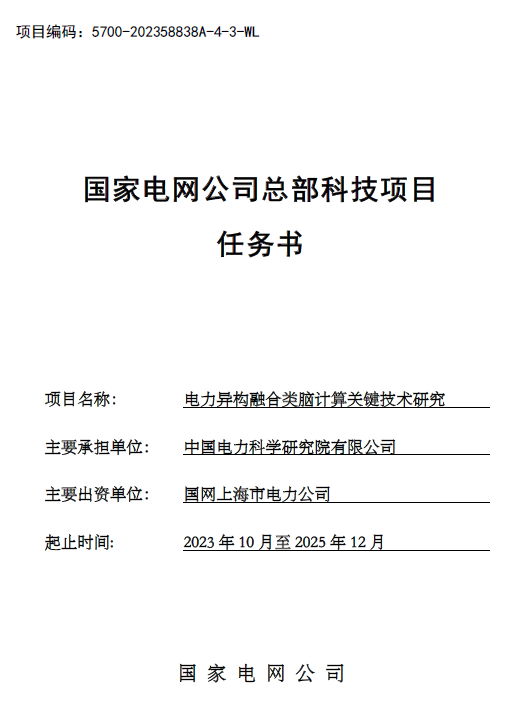 项目编码：5700-202358838A-4-3-WL
国家电网公司总部科技项目
任务书
项目名称： 电力异构融合类脑计算关键技术研究
主要承担单位： 中国电力科学研究院有限公司
主要出资单位： 国网上海市电力公司
起止时间: 2023 年 10 月至 2025 年 12 月
国家电网公司